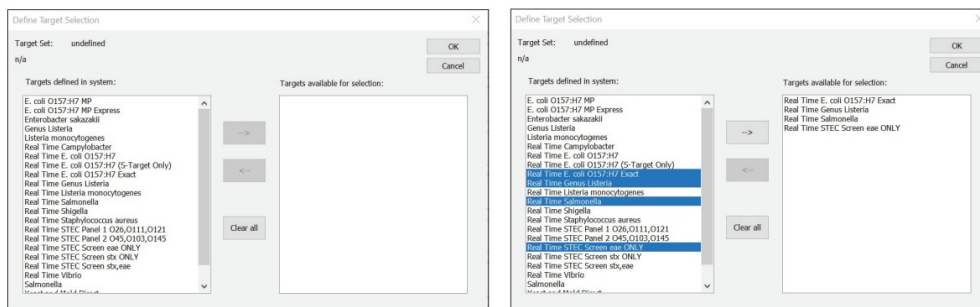 Define Target Selection
Target Set: undefined
n/a
OK
Cancel
Targets defined in system:
Targets available for selection:
E. coli O157:H7 MP
E. coli O157:H7 MP Express
Enterobacter sakazakii
Genus Listeria
Listeria monocytogenes
Real Time Campylobacter
Real Time E. coli O157:H7
Real Time E. coli O157:H7 (S-Target Only)
Real Time E. coli O157:H7 Exact
Real Time Genus Listeria
Real Time Listeria monocytogenes
Real Time Salmonella
Real Time Shigella
Real Time Staphylococcus aureus
Real Time STEC Panel 1 O26,O111,O121
Real Time STEC Panel 2 O45,O103,O145
Real Time STEC Screen eae ONLY
Real Time STEC Screen stx ONLY
Real Time STEC Screen stx,eae
Real Time Vibrio
Salmonella
-->
<--
Clear all
Define Target Selection
Target Set: undefined
n/a
OK
Cancel
Targets defined in system:
Targets available for selection:
E. coli O157:H7 MP
E. coli O157:H7 MP Express
Enterobacter sakazakii
Genus Listeria
Listeria monocytogenes
Real Time Campylobacter
Real Time E. coli O157:H7
Real Time E. coli O157:H7 (S-Target Only)
Real Time E. coli O157:H7 Exact
Real Time Genus Listeria
Real Time Listeria monocytogenes
Real Time Salmonella
Real Time Shigella
Real Time Staphylococcus aureus
Real Time STEC Panel 1 O26,O111,O121
Real Time STEC Panel 2 O45,O103,O145
Real Time STEC Screen eae ONLY
Real Time STEC Screen stx ONLY
Real Time STEC Screen stx,eae
Real Time Vibrio
Salmonella
-->
<--
Clear all
Real Time E. coli O157:H7 Exact
Real Time Genus Listeria
Real Time Salmonella
Real Time STEC Screen eae ONLY